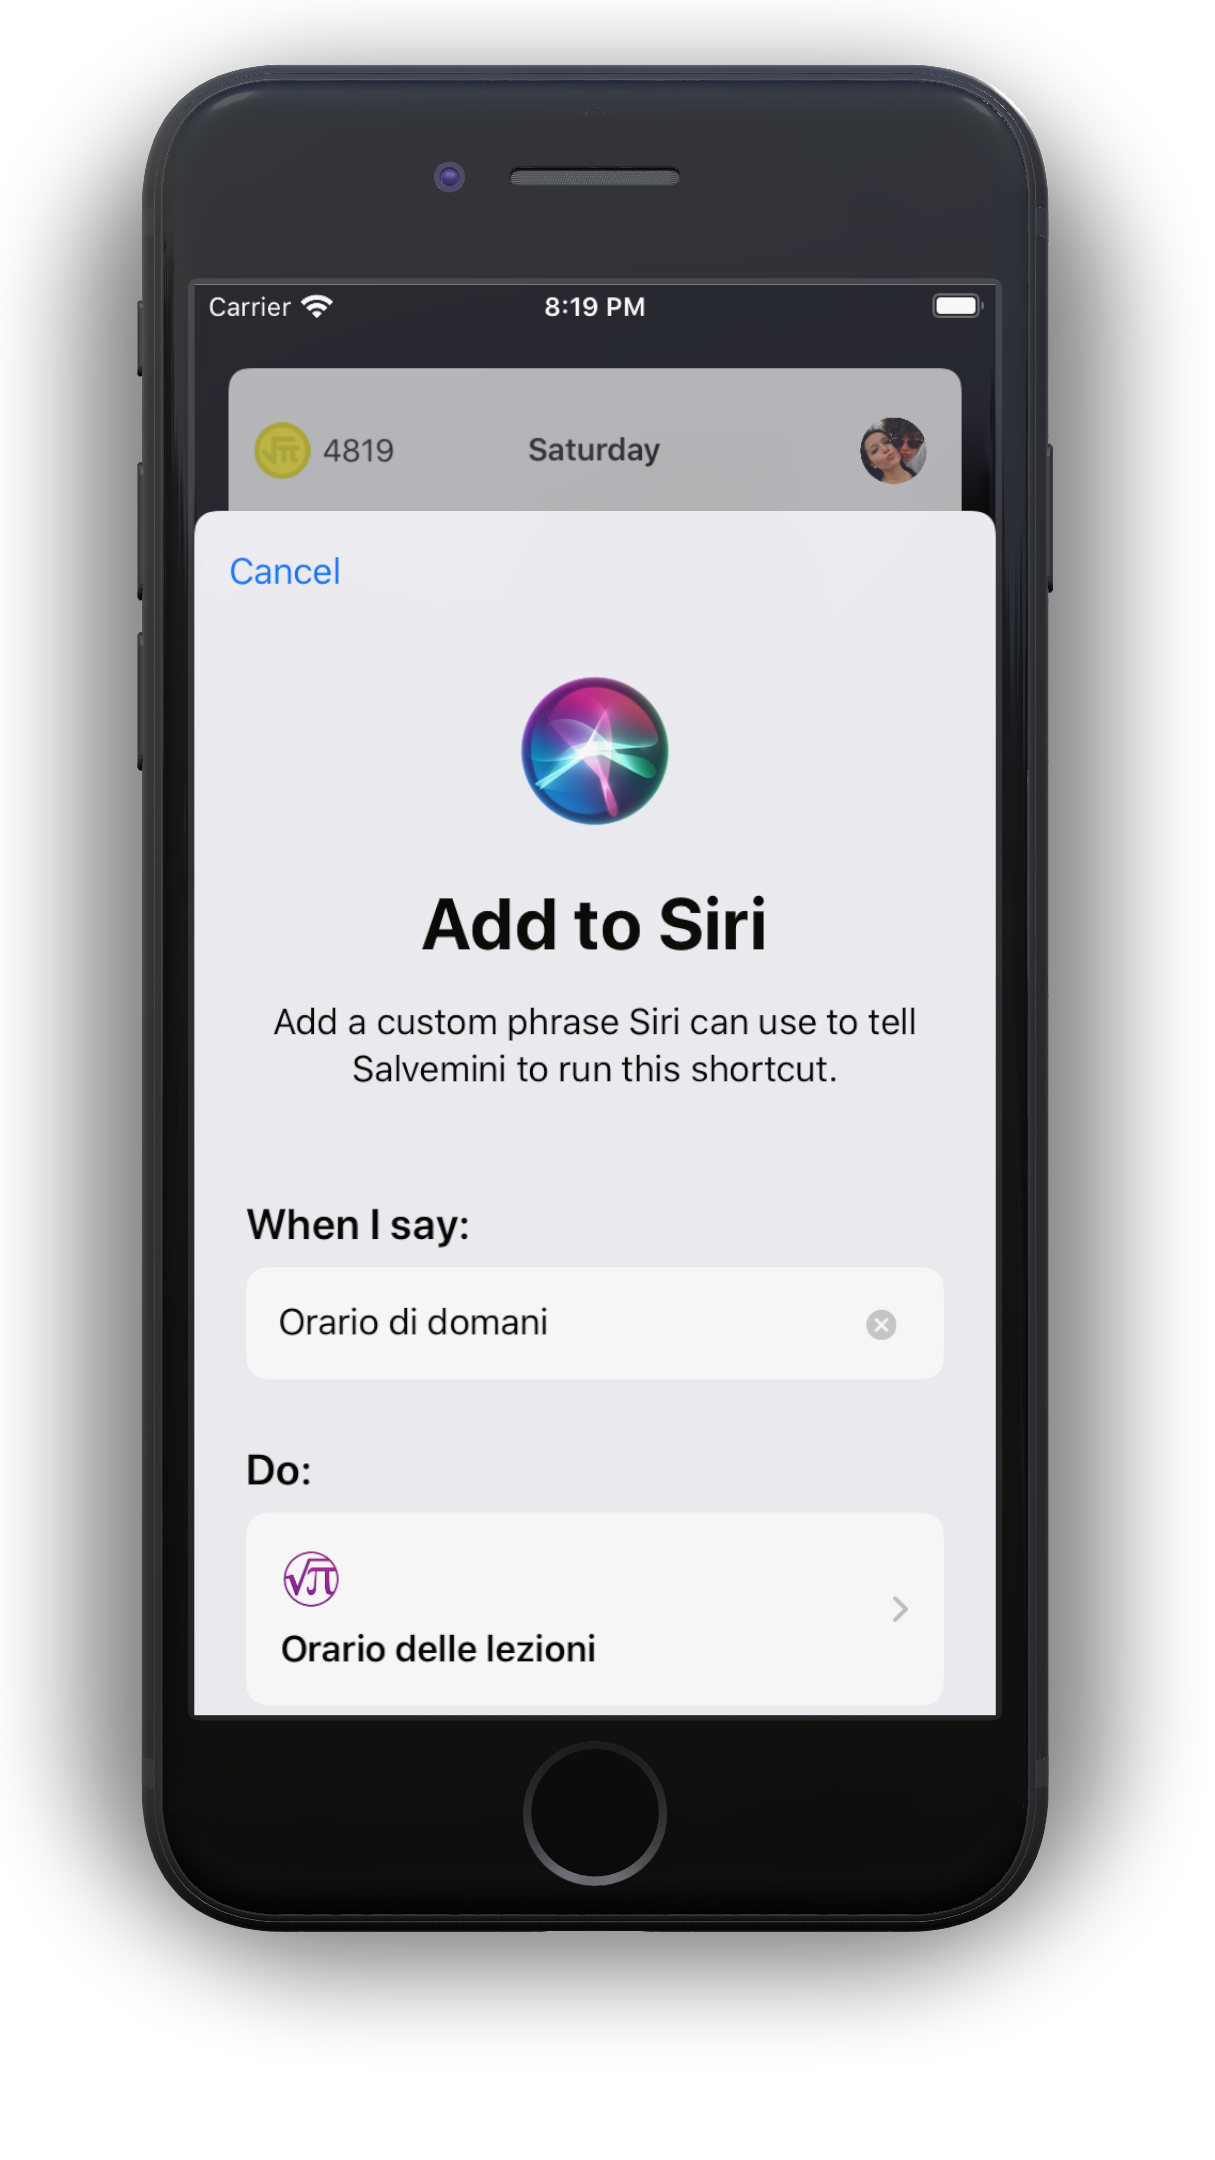 Carrier 8:19 PM
4819 Saturday
Cancel
Add to Siri
Add a custom phrase Siri can use to tell
Salvemini to run this shortcut.
When I say:
Orario di domani
Do:
√π
Orario delle lezioni